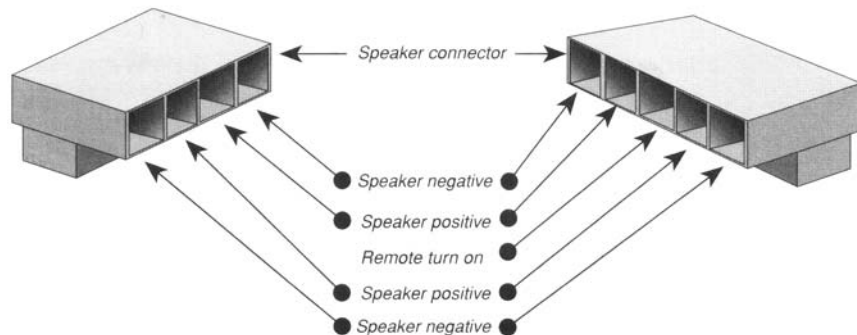 Speaker connector
Speaker negative
Speaker positive
Remote turn on
Speaker positive
Speaker negative